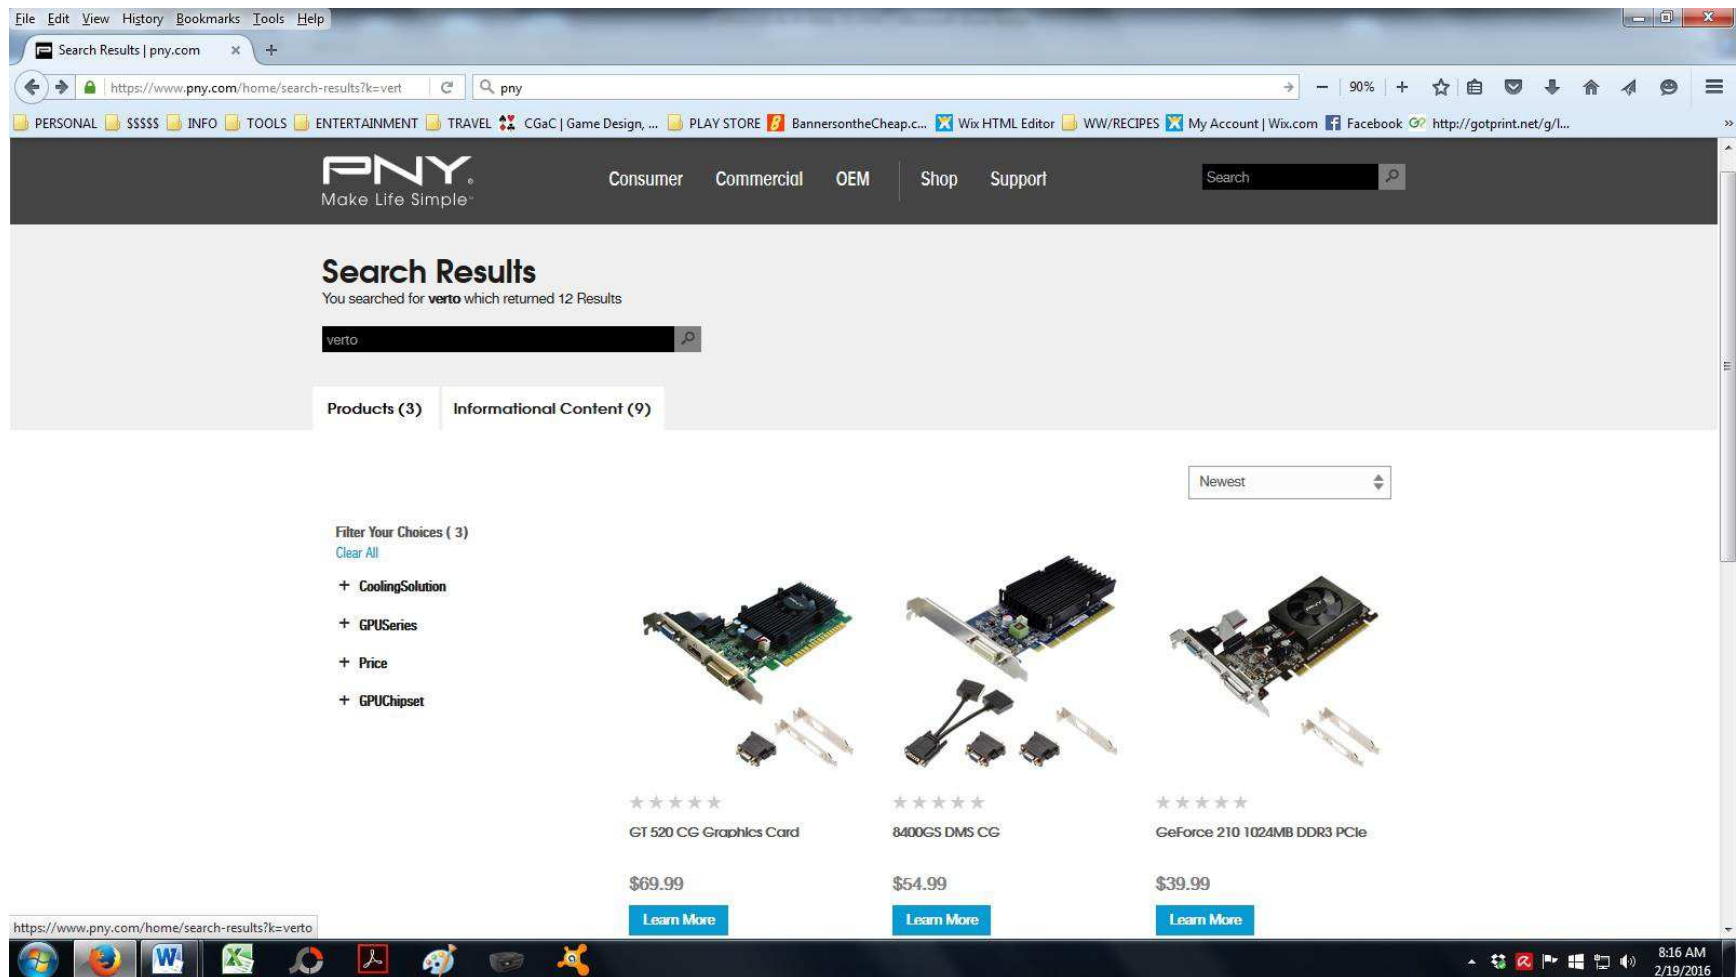 File Edit View History Bookmarks Tools Help
Search Results | pny.com
https://www.pny.com/home/search-results?k=vert
pny
90%
PERSONAL $$$$$ INFO TOOLS ENTERTAINMENT TRAVEL CGaC | Game Design, ... PLAY STORE BannersontheCheap.c... Wix HTML Editor WW/RECIPES My Account | Wix.com Facebook http://gotprint.net/g/l...
PNY
Make Life Simple
Consumer Commercial OEM Shop Support
Search
Search Results
You searched for verto which returned 12 Results
verto
Products (3) Informational Content (9)
Newest
Filter Your Choices ( 3)
Clear All
+ CoolingSolution
+ GPUSeries
+ Price
+ GPUChipset
GT 520 CG Graphics Card
8400GS DMS CG
GeForce 210 1024MB DDR3 PCIe
$69.99
$54.99
$39.99
Learn More
Learn More
Learn More
https://www.pny.com/home/search-results?k=verto
8:16 AM
2/19/2016